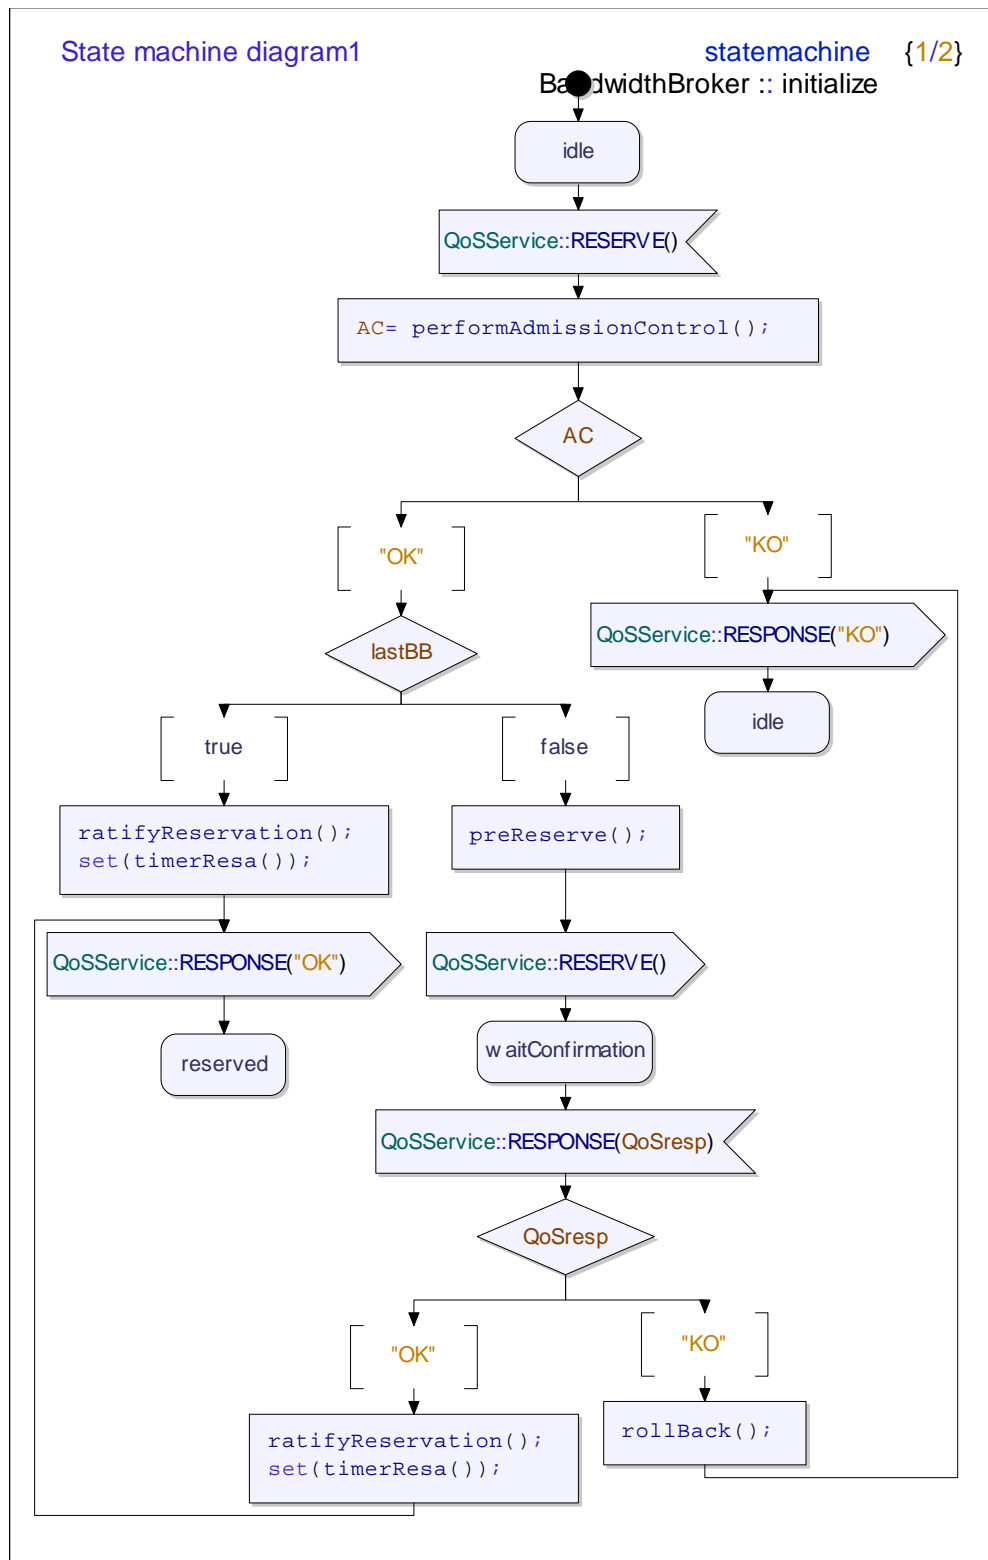 State machine diagram1
statemachine {1/2}
BandwidthBroker :: initialize
idle
QoSService::RESERVE()
AC= performAdmissionControl();
AC
"OK"
"KO"
lastBB
QoSService::RESPONSE("KO")
idle
true
false
ratifyReservation();
set(timerResa());
preReserve();
QoSService::RESPONSE("OK")
QoSService::RESERVE()
reserved
waitConfirmation
QoSService::RESPONSE(QoSresp)
QoSresp
"OK"
"KO"
ratifyReservation();
set(timerResa());
rollBack();